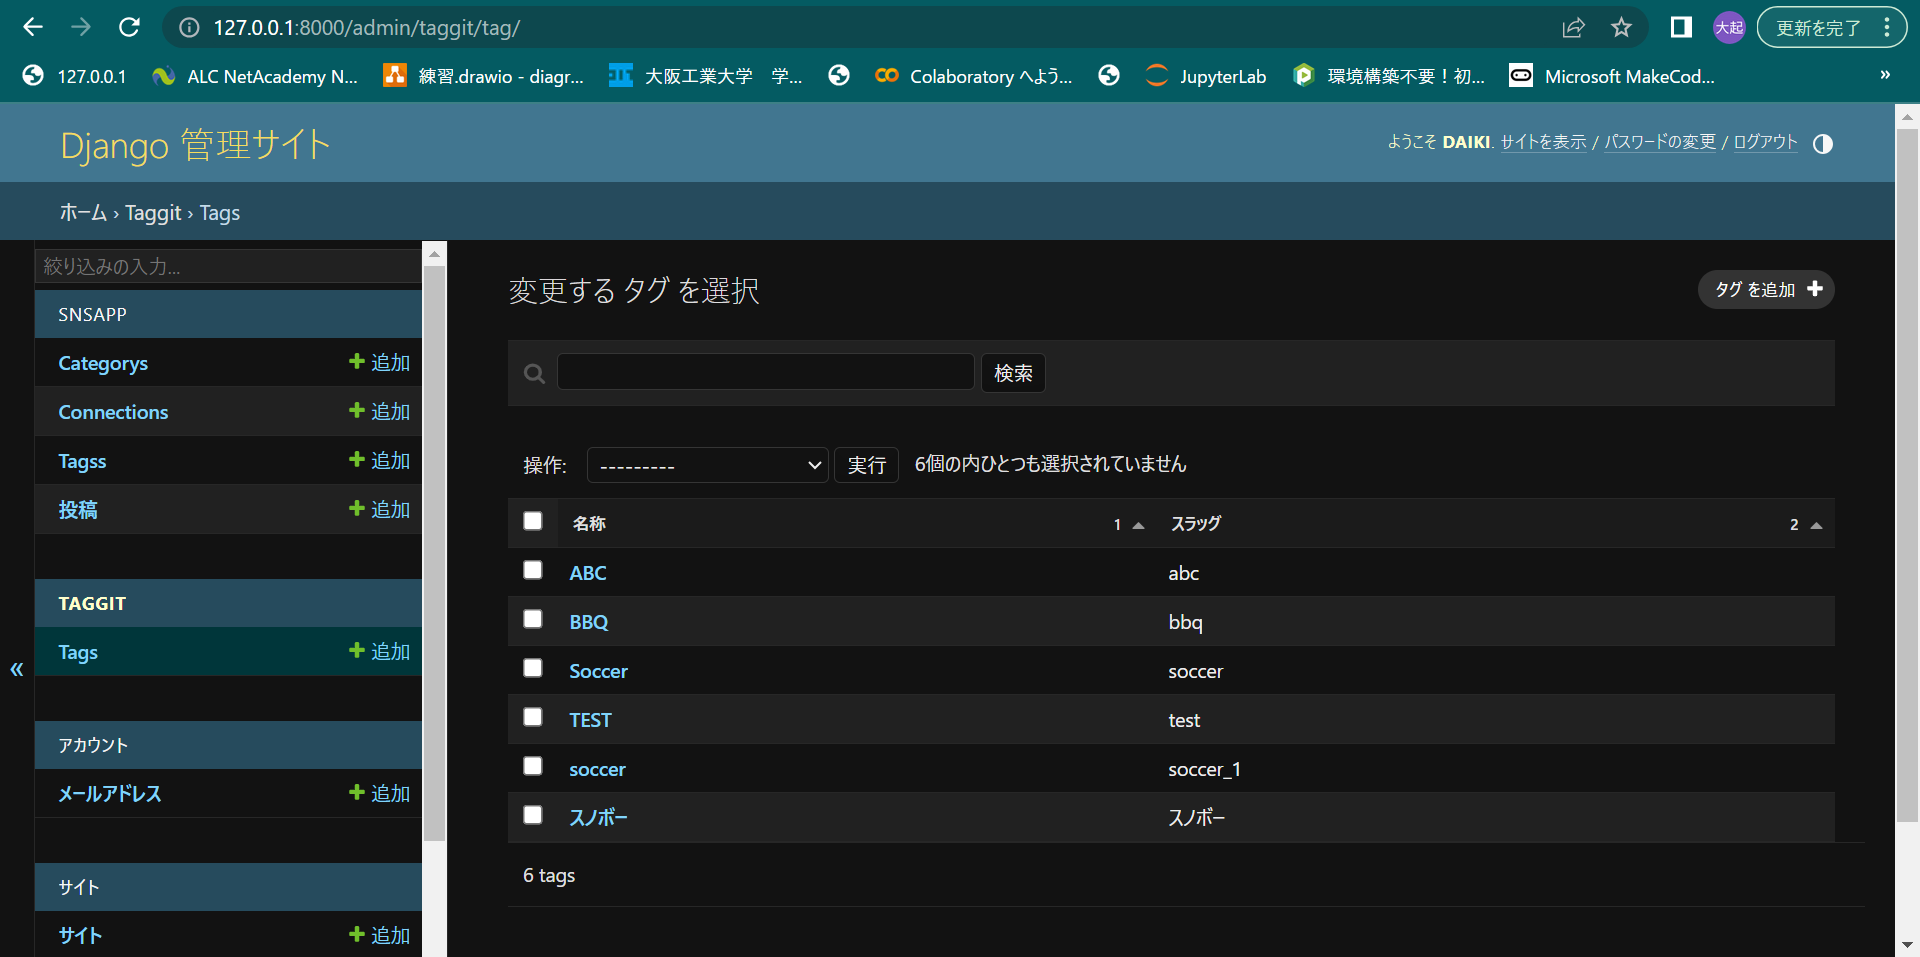 127.0.0.1:8000/admin/taggit/tag/
大起
更新を完了
127.0.0.1
ALC NetAcademy N...
練習.drawio - diagr...
大阪工業大学　学...
Colaboratory へよう...
JupyterLab
環境構築不要！初...
Microsoft MakeCod...
»
Django 管理サイト
ようこそ DAIKI. サイトを表示 / パスワードの変更 / ログアウト
ホーム › Taggit › Tags
絞り込みの入力...
SNSAPP
Categorys
追加
Connections
追加
Tagss
追加
投稿
追加
TAGGIT
Tags
追加
«
アカウント
メールアドレス
追加
サイト
サイト
追加
変更する タグ を選択
タグ を追加
検索
操作:
---------
実行
6個の内ひとつも選択されていません
名称 1 スラッグ 2
ABC abc
BBQ bbq
Soccer soccer
TEST test
soccer soccer_1
スノボー スノボー
6 tags